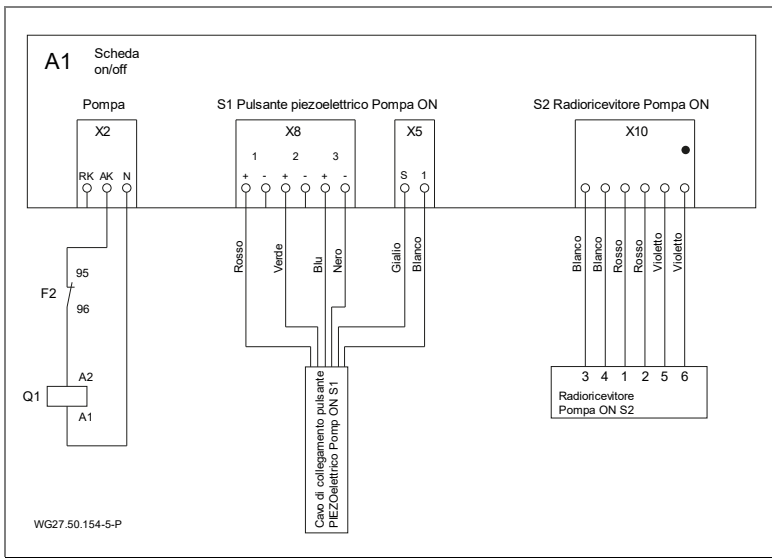 A1
Scheda
on/off
Pompa
S1 Pulsante piezoelettrico Pompa ON
S2 Radioricevitore Pompa ON
X2
X8
X5
X10
1
2
3
RK
AK
N
+
-
+
-
+
-
S
1
Rosso
Verde
Blu
Nero
Giallo
Blanco
Blanco
Blanco
Rosso
Rosso
Violetto
Violetto
F2
95
96
Q1
A2
A1
3
4
1
2
5
6
Radioricevitore
Pompa ON S2
Cavo di collegamento pulsante
PIEZOelettrico Pomp ON S1
WG27.50.154-5-P